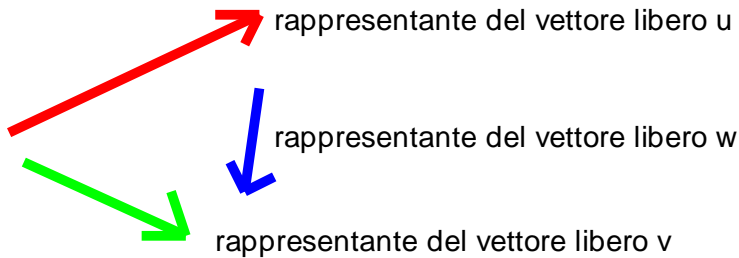 rappresentante del vettore libero u
rappresentante del vettore libero w
rappresentante del vettore libero v